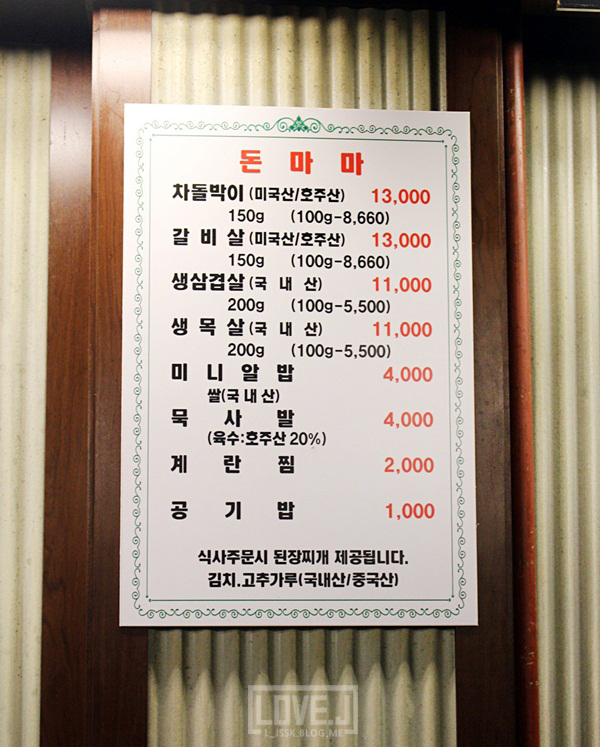 돈 마 마
차돌박이 (미국산/호주산) 13,000
150g (100g-8,660)
갈 비 살 (미국산/호주산) 13,000
150g (100g-8,660)
생삼겹살 (국 내 산) 11,000
200g (100g-5,500)
생 목 살 (국 내 산) 11,000
200g (100g-5,500)
미 니 알 밥 4,000
쌀(국 내 산)
묵 사 발 4,000
(육수:호주산 20%)
계 란 찜 2,000
공 기 밥 1,000
식사주문시 된장찌개 제공됩니다.
김치.고추가루(국내산/중국산)
LOVE.J
L_ISSK.BLOG.ME